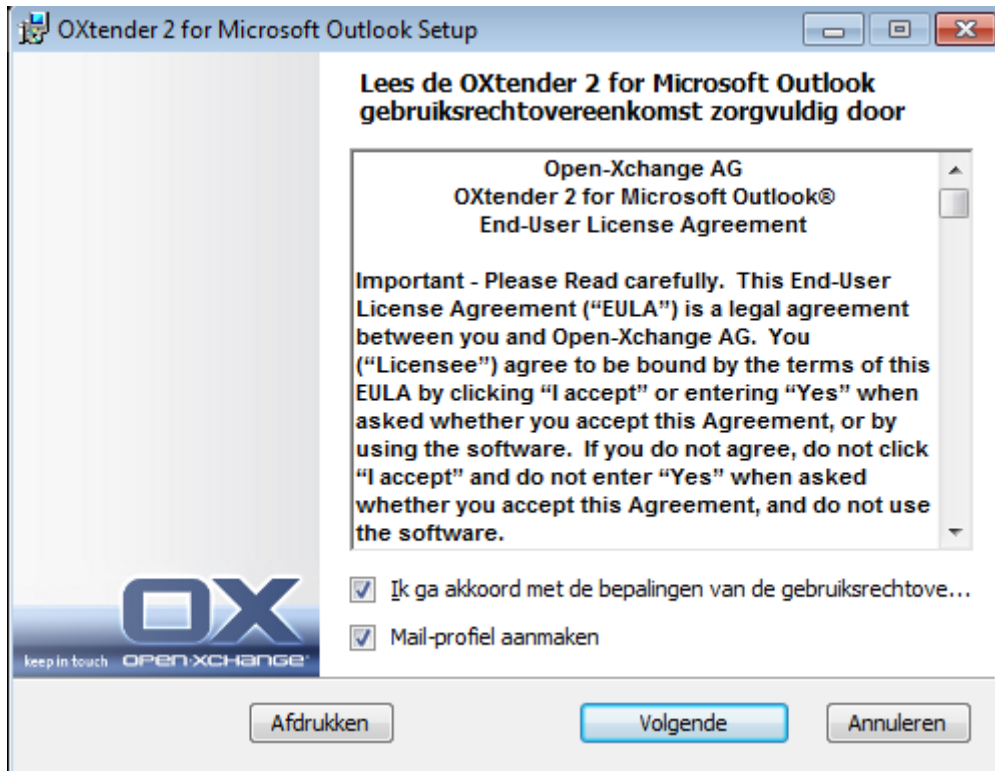 OXtender 2 for Microsoft Outlook Setup
Lees de OXtender 2 for Microsoft Outlook
gebruiksrechtovereenkomst zorgvuldig door
Open-Xchange AG
OXtender 2 for Microsoft Outlook®
End-User License Agreement
Important - Please Read carefully. This End-User
License Agreement (“EULA”) is a legal agreement
between you and Open-Xchange AG. You
(“Licensee”) agree to be bound by the terms of this
EULA by clicking “I accept” or entering “Yes” when
asked whether you accept this Agreement, or by
using the software. If you do not agree, do not click
“I accept” and do not enter “Yes” when asked
whether you accept this Agreement, and do not use
the software.
Ik ga akkoord met de bepalingen van de gebruiksrechtove...
Mail-profiel aanmaken
OX
keep in touch OPEN-XCHANGE®
Afdrukken Volgende Annuleren